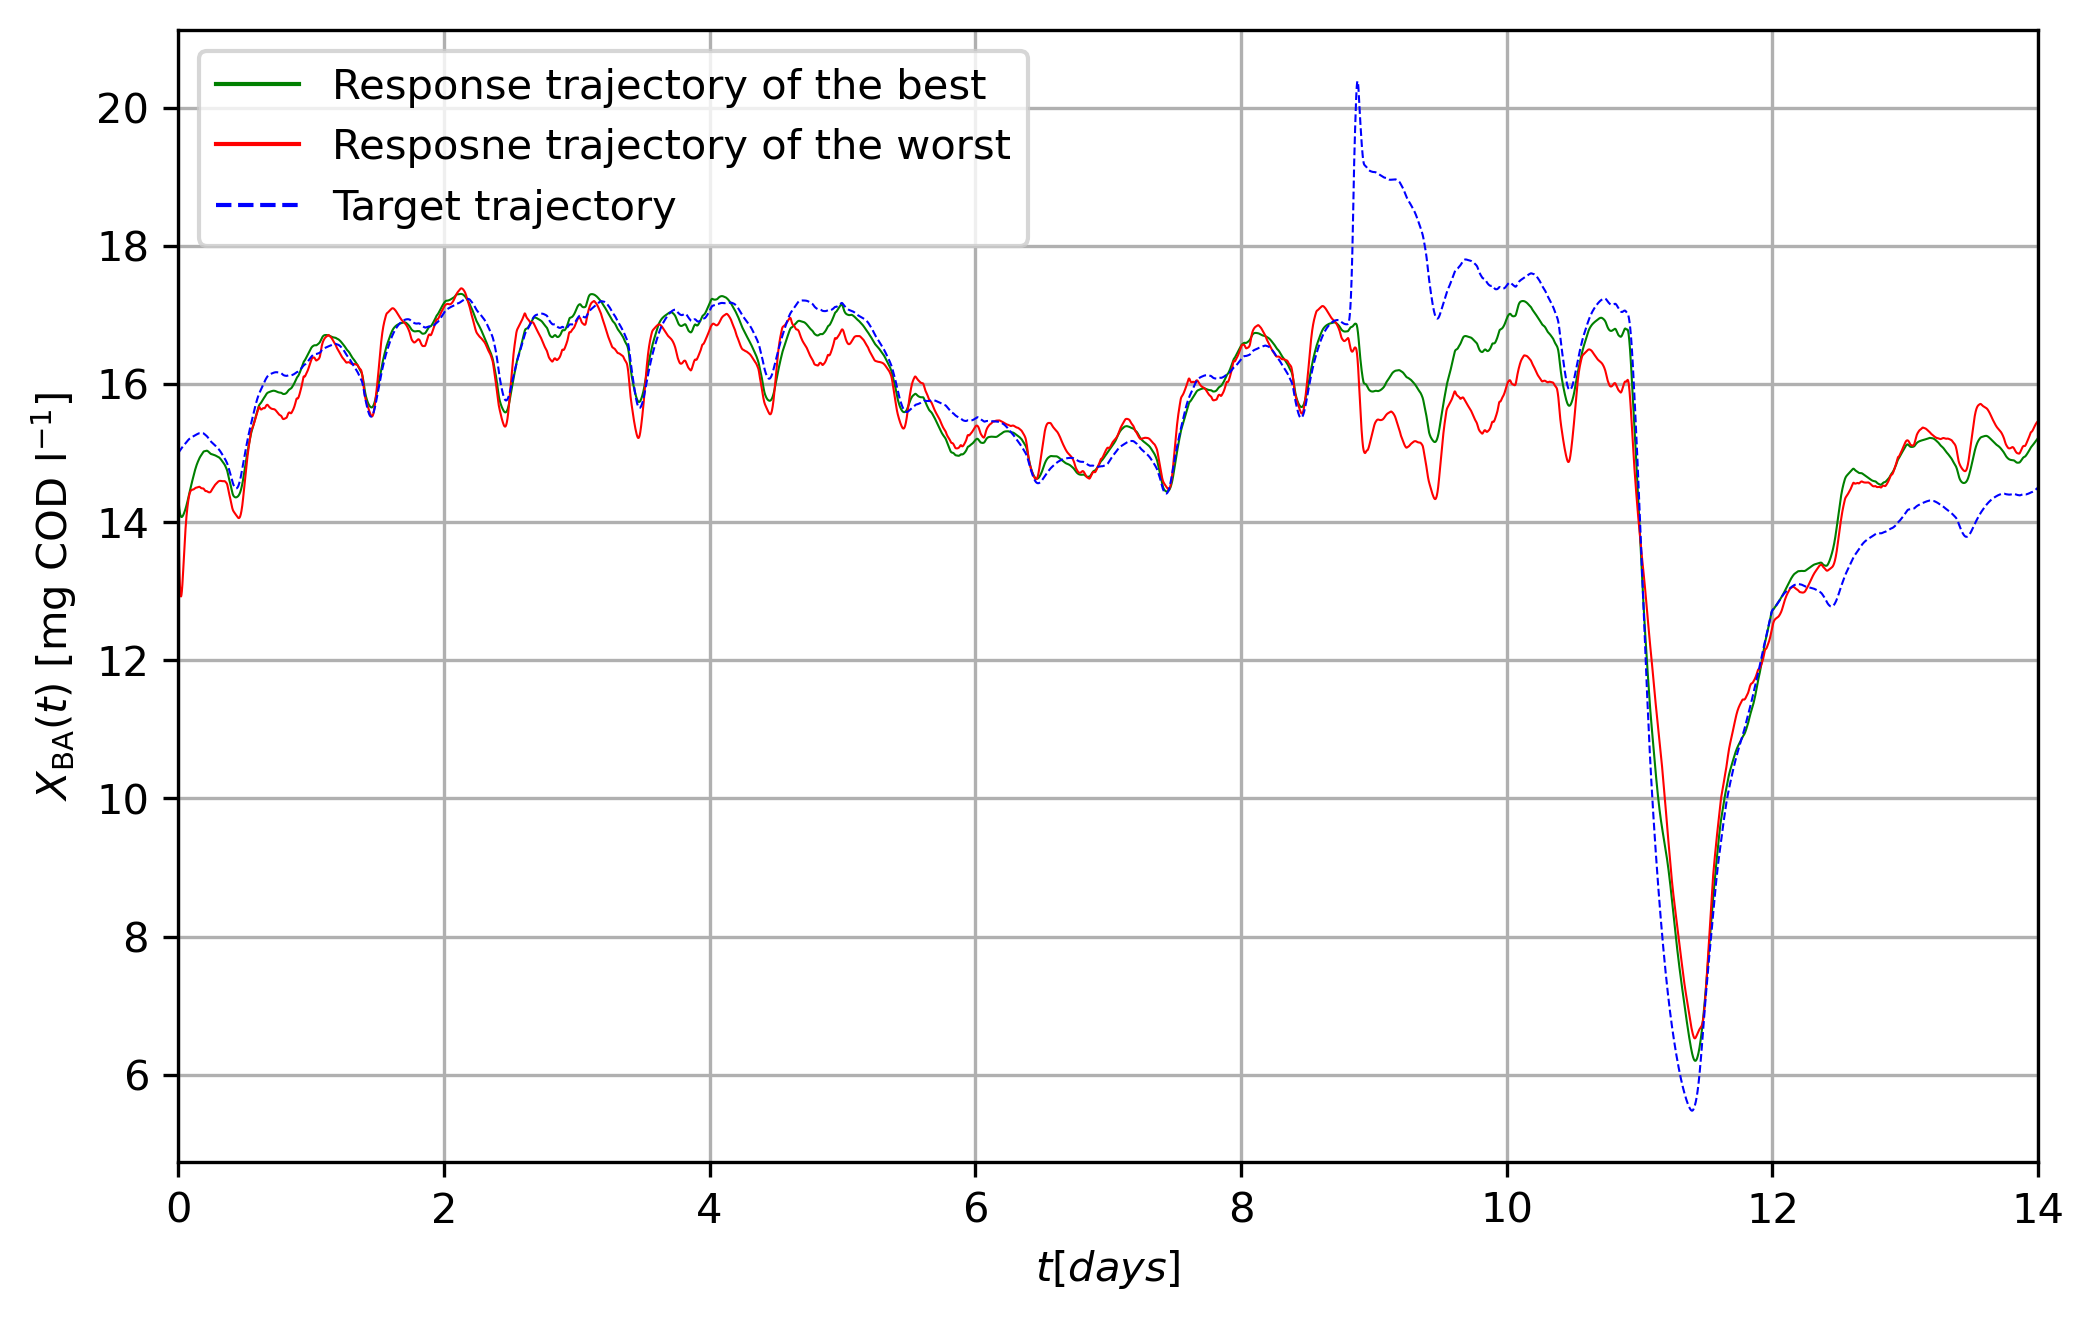 Response trajectory of the best
Resposne trajectory of the worst
Target trajectory
20
18
16
14
12
10
8
6
X_BA(t) [mg COD l⁻¹]
0 2 4 6 8 10 12 14
t[days]